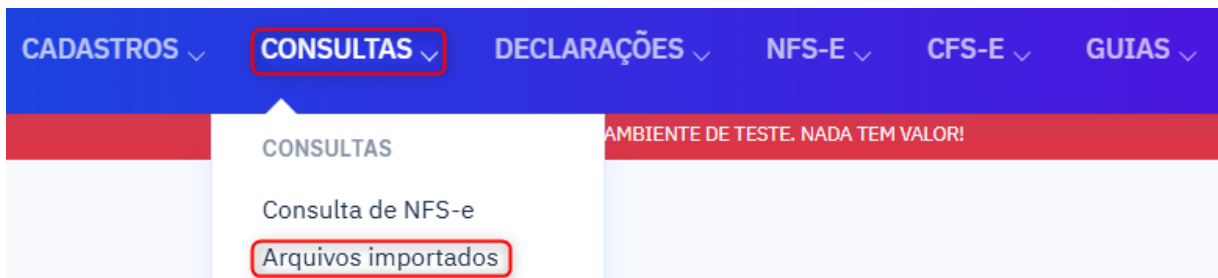 CADASTROS CONSULTAS DECLARAÇÕES NFS-E CFS-E GUIAS
AMBIENTE DE TESTE. NADA TEM VALOR!
CONSULTAS
Consulta de NFS-e
Arquivos importados